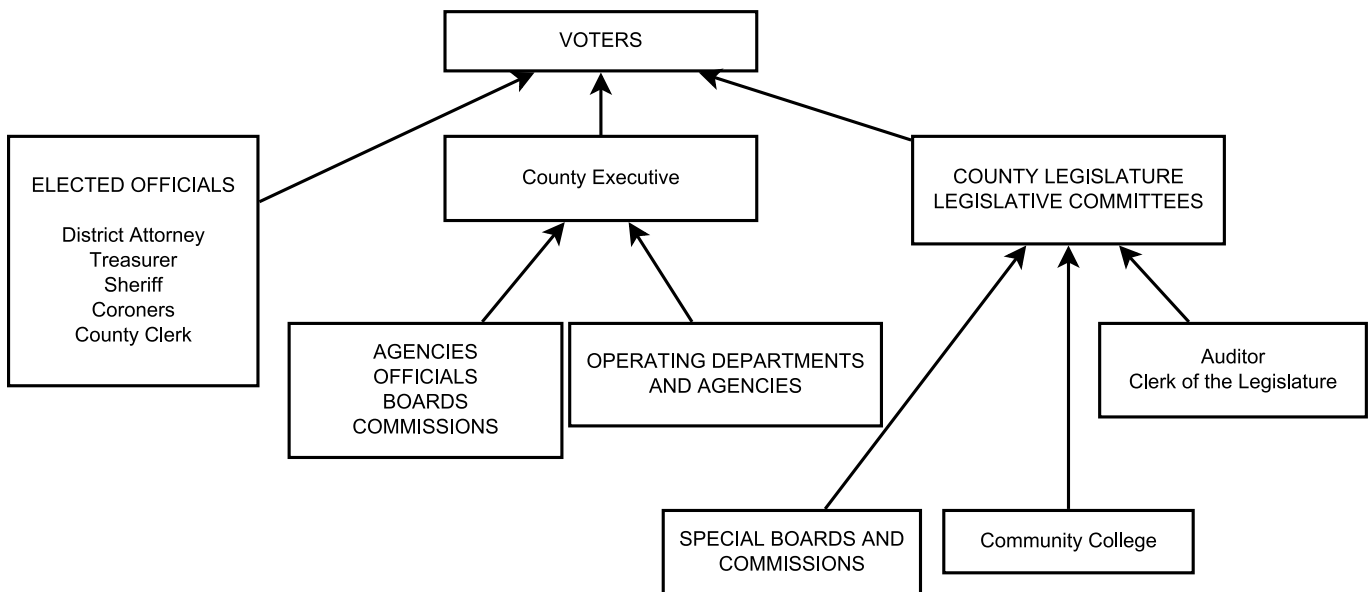 VOTERS
ELECTED OFFICIALS
District Attorney
Treasurer
Sheriff
Coroners
County Clerk
County Executive
COUNTY LEGISLATURE
LEGISLATIVE COMMITTEES
AGENCIES
OFFICIALS
BOARDS
COMMISSIONS
OPERATING DEPARTMENTS
AND AGENCIES
Auditor
Clerk of the Legislature
SPECIAL BOARDS AND
COMMISSIONS
Community College